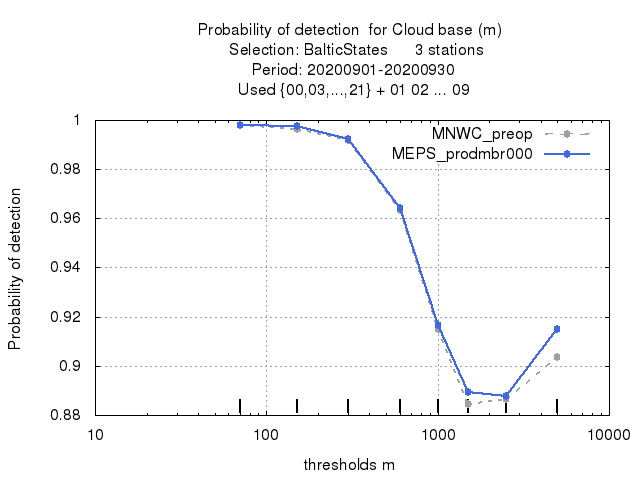 Probability of detection  for Cloud base (m)
Selection: BalticStates      3 stations
Period: 20200901-20200930
Used {00,03,...,21} + 01 02 ... 09
MNWC_preop
MEPS_prodmbr000
Probability of detection
1
0.98
0.96
0.94
0.92
0.9
0.88
10
100
1000
10000
thresholds m